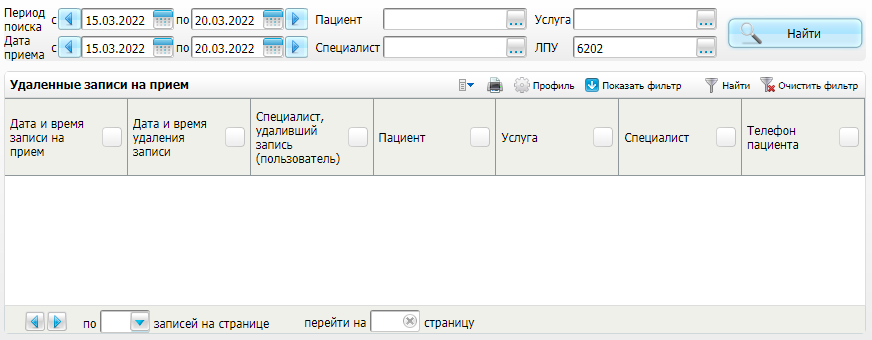 Период поиска с 15.03.2022 по 20.03.2022 Пациент ... Услуга ... Найти
Дата приема с 15.03.2022 по 20.03.2022 Специалист ... ЛПУ 6202 ...
Удаленные записи на прием Профиль Показать фильтр Найти Очистить фильтр
Дата и время записи на прием
Дата и время удаления записи
Специалист, удаливший запись (пользователь)
Пациент
Услуга
Специалист
Телефон пациента
по записей на странице перейти на страницу